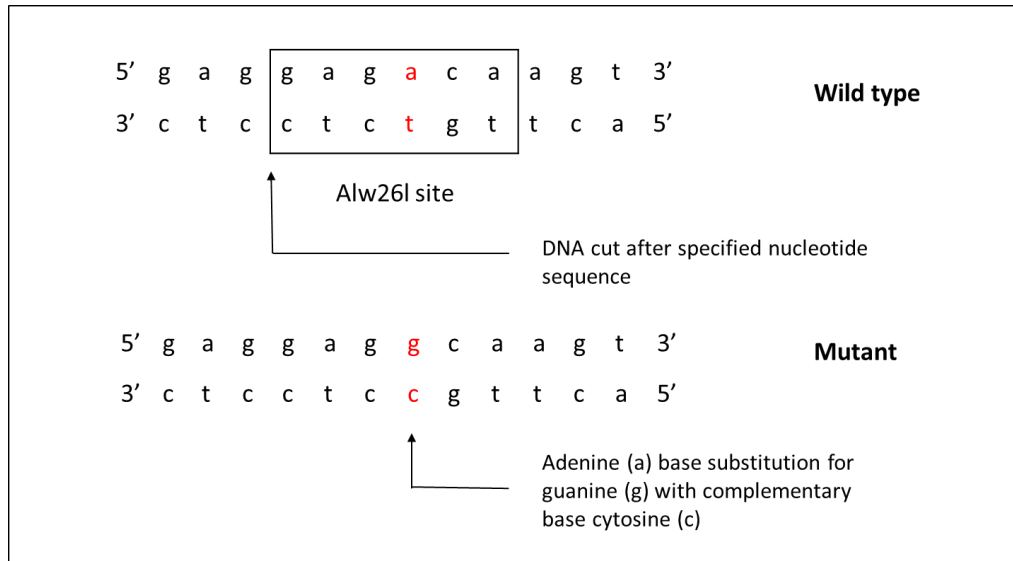 5’ g a g g a g a c a a g t 3’
Wild type
3’ c t c c t c t g t t c a 5’
Alw26l site
DNA cut after specified nucleotide
sequence
5’ g a g g a g g c a a g t 3’
Mutant
3’ c t c c t c c g t t c a 5’
Adenine (a) base substitution for
guanine (g) with complementary
base cytosine (c)